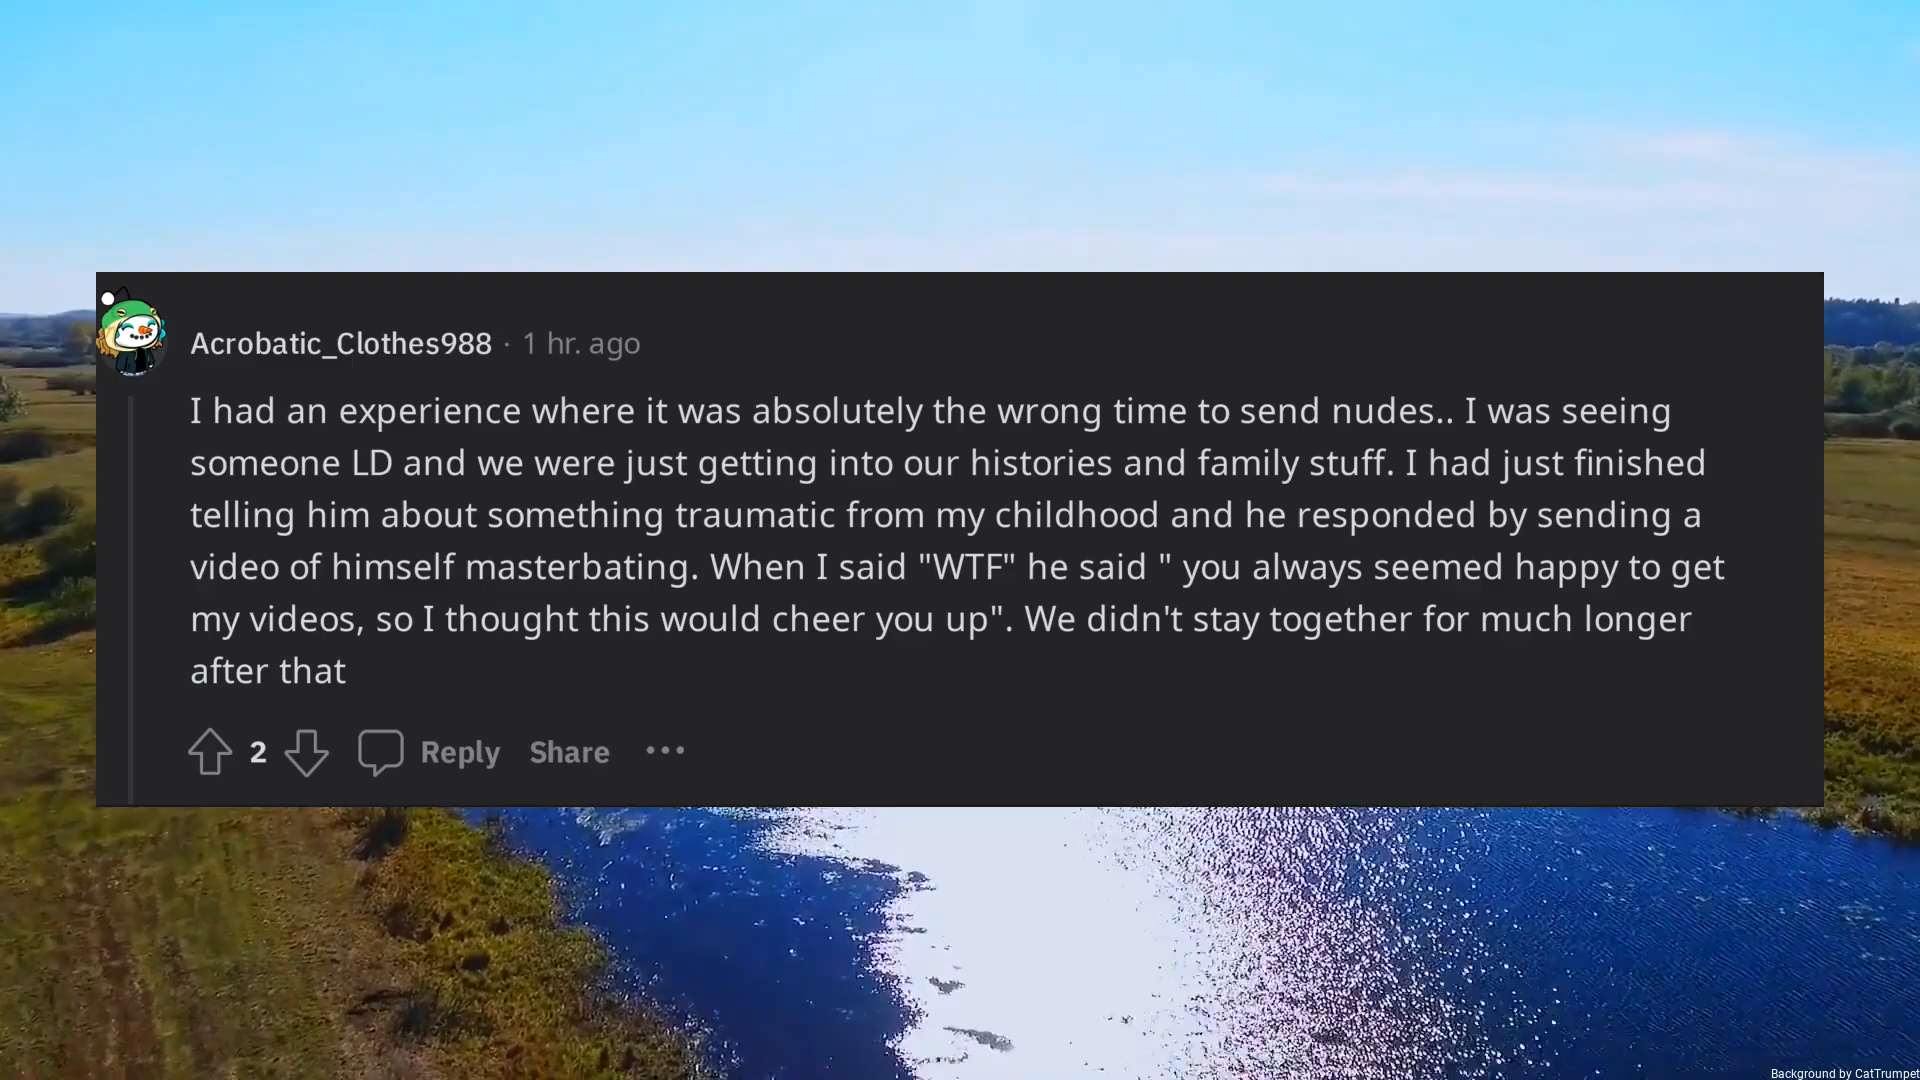 Acrobatic_Clothes988 · 1 hr. ago
I had an experience where it was absolutely the wrong time to send nudes.. I was seeing
someone LD and we were just getting into our histories and family stuff. I had just finished
telling him about something traumatic from my childhood and he responded by sending a
video of himself masterbating. When I said "WTF" he said " you always seemed happy to get
my videos, so I thought this would cheer you up". We didn't stay together for much longer
after that
2 Reply Share ···
Background by CatTrumpet